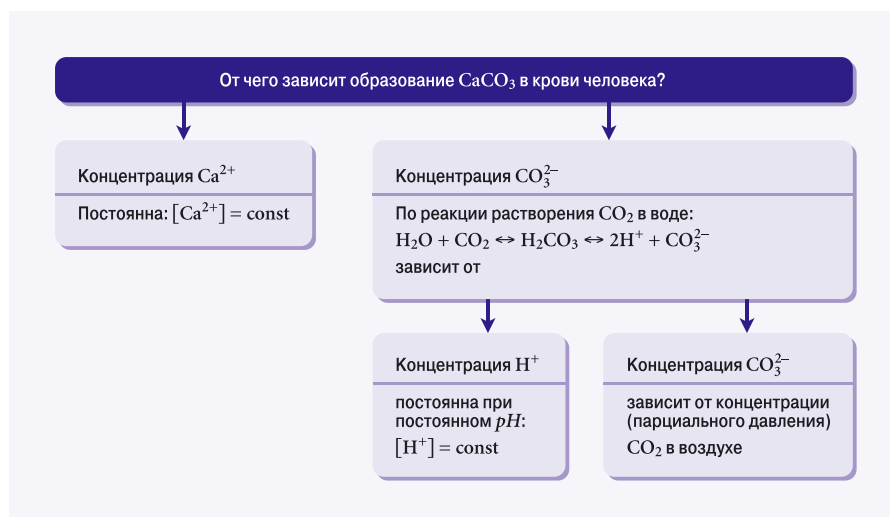 От чего зависит образование CaCO₃ в крови человека?
Концентрация Ca²⁺
Постоянна: [Ca²⁺] = const
Концентрация CO₃²⁻
По реакции растворения CO₂ в воде:
H₂O + CO₂ ↔ H₂CO₃ ↔ 2H⁺ + CO₃²⁻
зависит от
Концентрация H⁺
постоянна при
постоянном pH:
[H⁺] = const
Концентрация CO₃²⁻
зависит от концентрации
(парциального давления)
CO₂ в воздухе